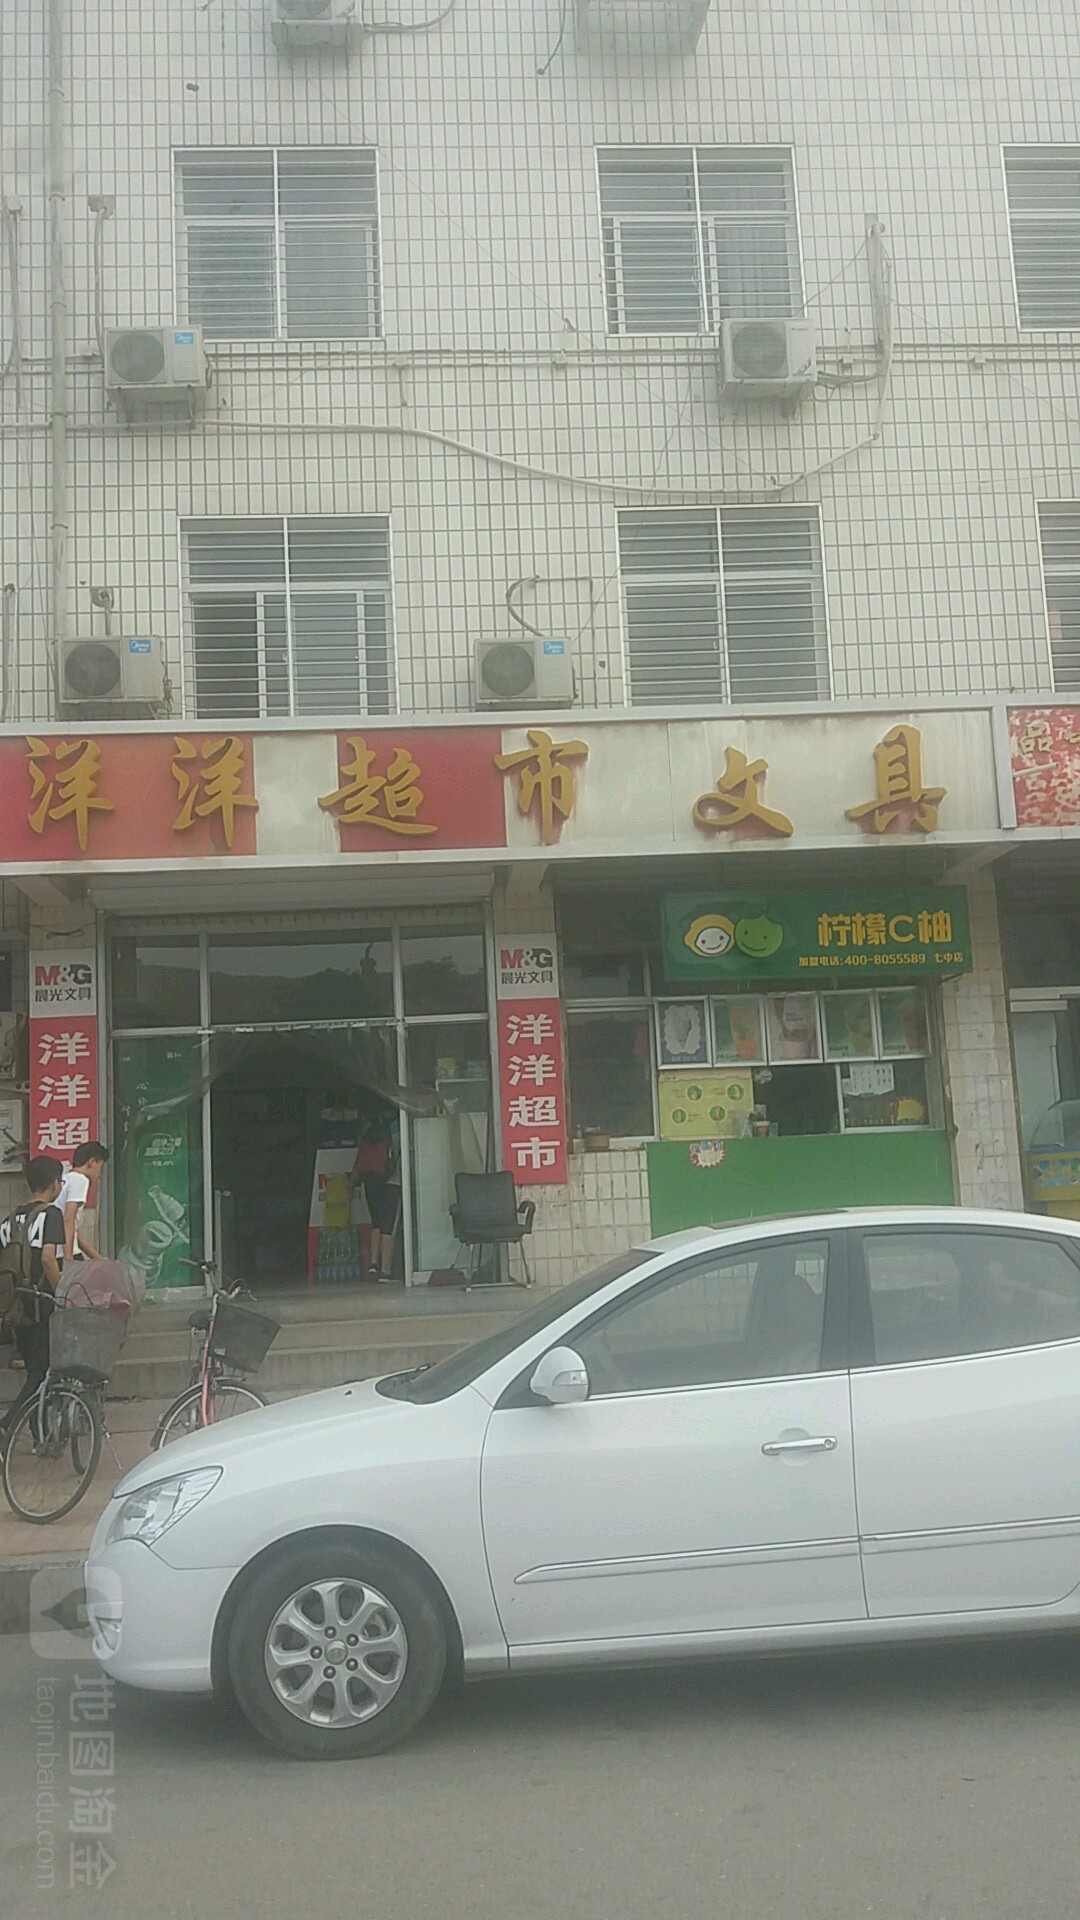 洋洋超市 文具
品
柠檬C柚
加盟电话:400-8055589 七中店
M&G
晨光文具
洋洋超
M&G
晨光文具
洋洋超市
地图淘金
taojin.baidu.com